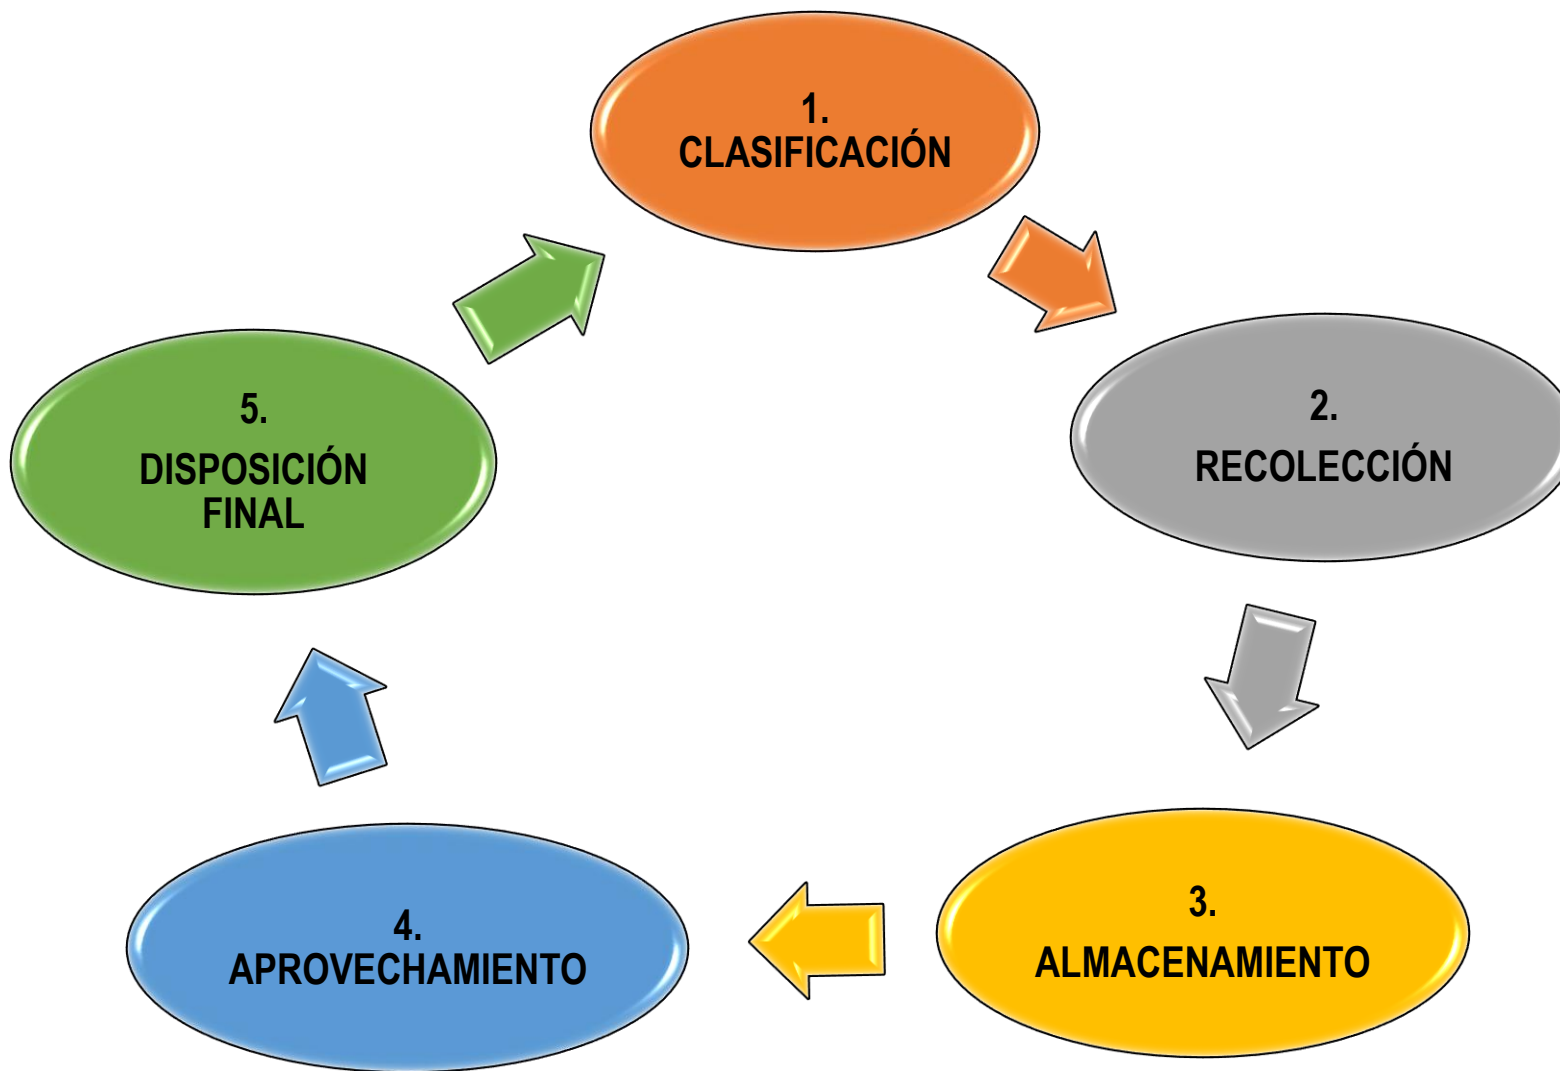 1.
CLASIFICACIÓN
2.
RECOLECCIÓN
3.
ALMACENAMIENTO
4.
APROVECHAMIENTO
5.
DISPOSICIÓN
FINAL